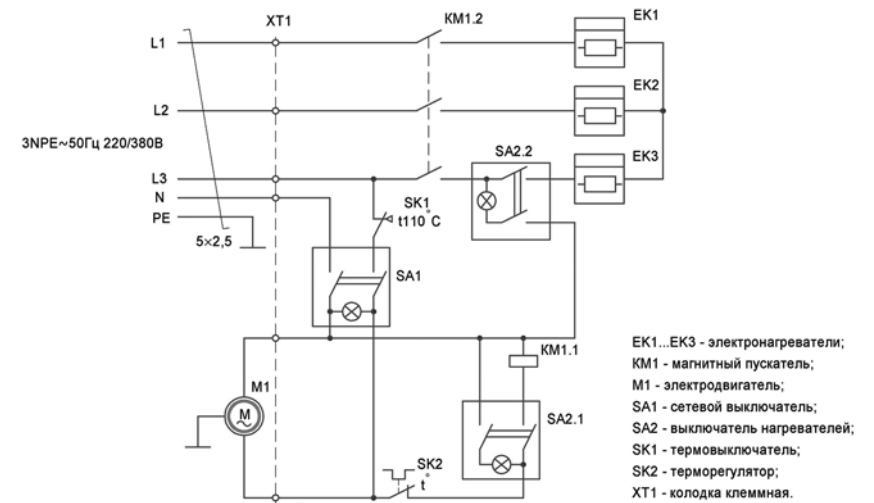 XT1
KM1.2
EK1
L1
EK2
L2
3NPE~50Гц 220/380В
SA2.2
EK3
L3
N
SK1
t110°C
PE
5×2,5
SA1
KM1.1
M1
M
SA2.1
SK2
t°
EK1...EK3 - электронагреватели;
КМ1 - магнитный пускатель;
М1 - электродвигатель;
SA1 - сетевой выключатель;
SA2 - выключатель нагревателей;
SK1 - термовыключатель;
SK2 - терморегулятор;
XT1 - колодка клеммная.